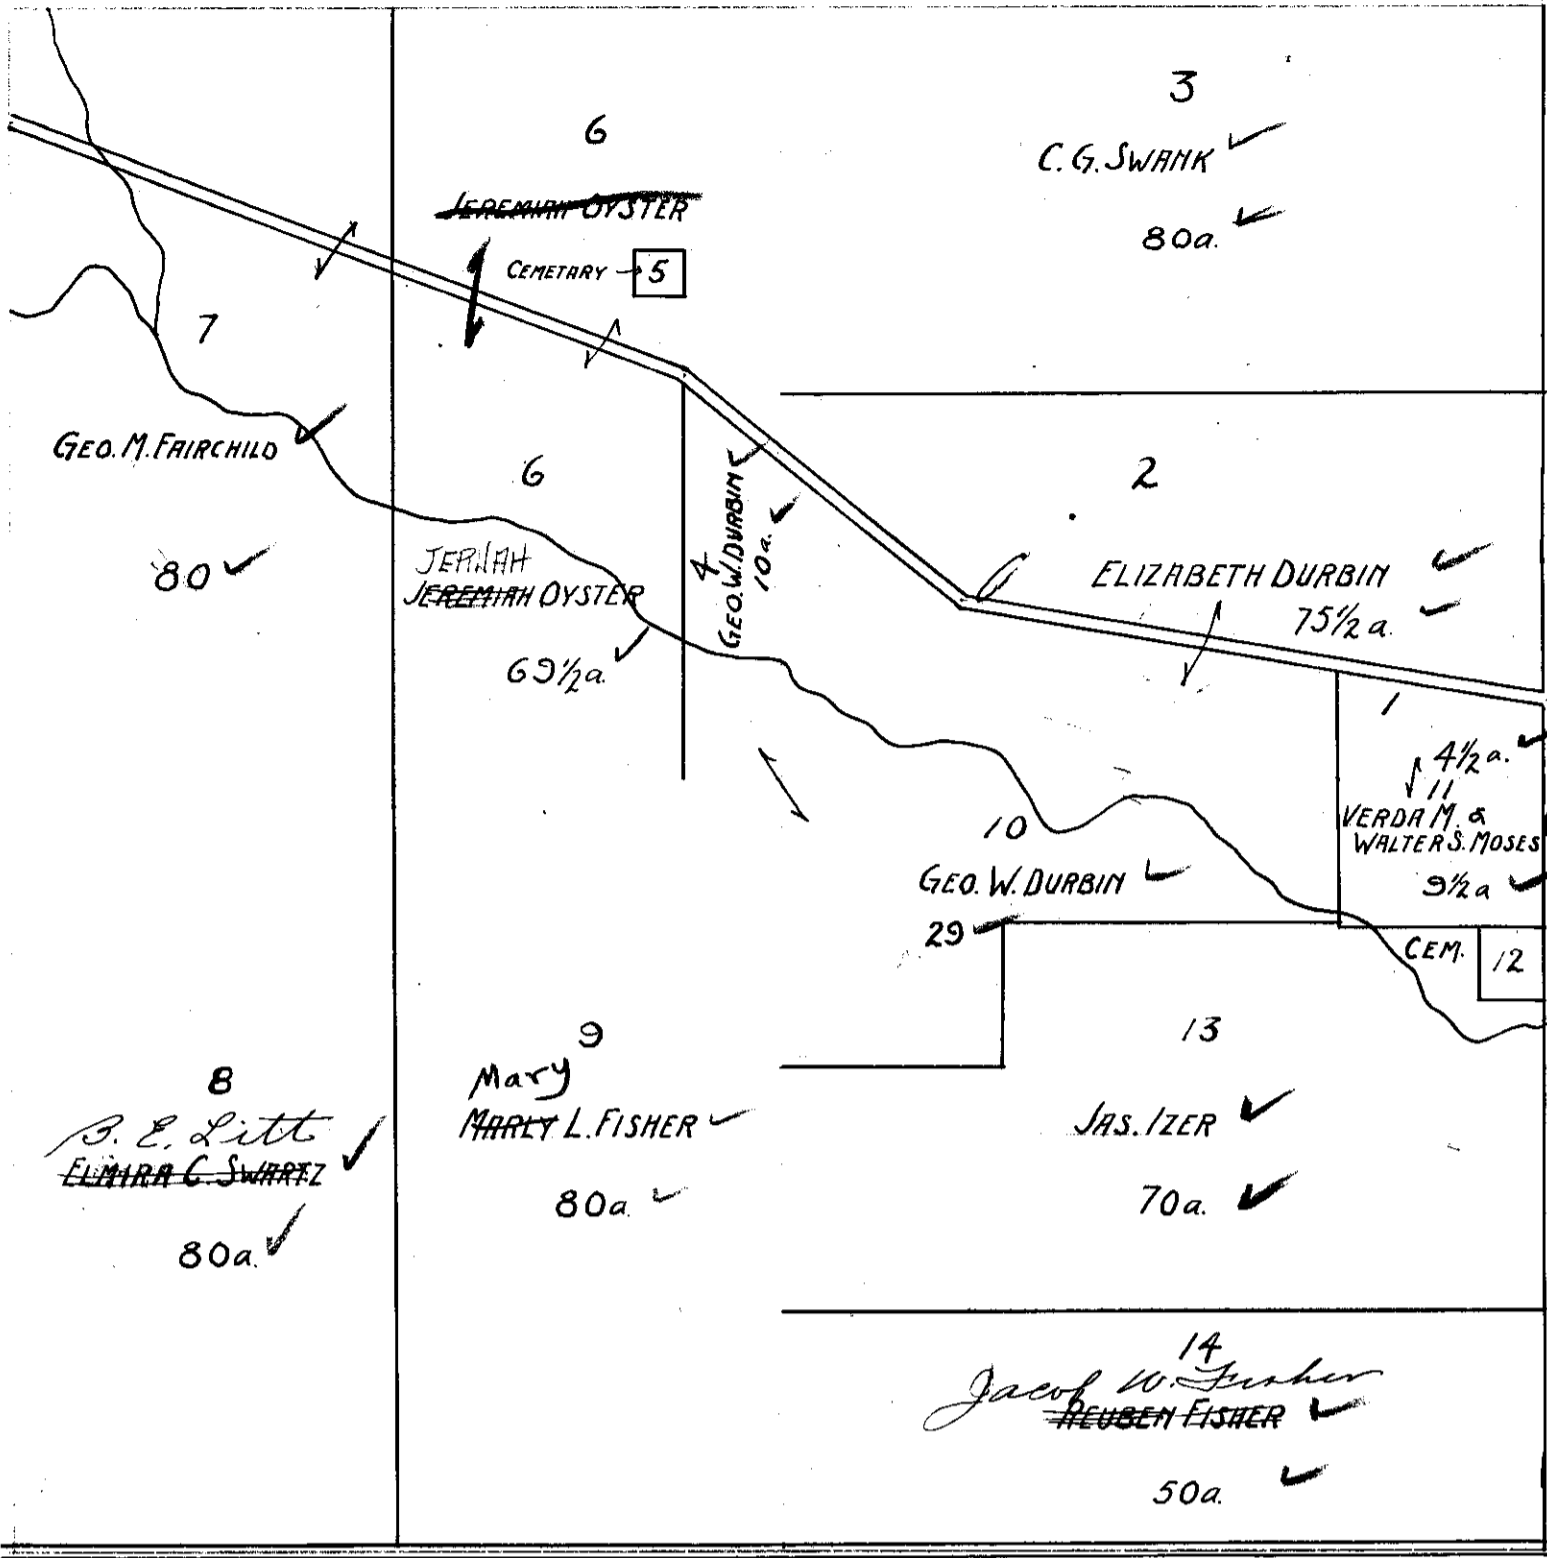 3
C.G. SWANK
80a.
6
JEREMIAH OYSTER
CEMETARY
5
7
GEO. M. FAIRCHILD
80
6
JERIAH
JEREMIAH OYSTER
69½a.
4
GEO. W. DURBIN
10a.
2
ELIZABETH DURBIN
75½a.
1
4½a.
11
VERDA M. &
WALTER S. MOSES
9½a
10
GEO. W. DURBIN
29
CEM.
12
13
JAS. IZER
70a.
8
B. E. Litt
ELMIRA C. SWARTZ
80a.
9
Mary
MARLY L. FISHER
80a.
14
Jacob W. Fisher
REUBEN FISHER
50a.